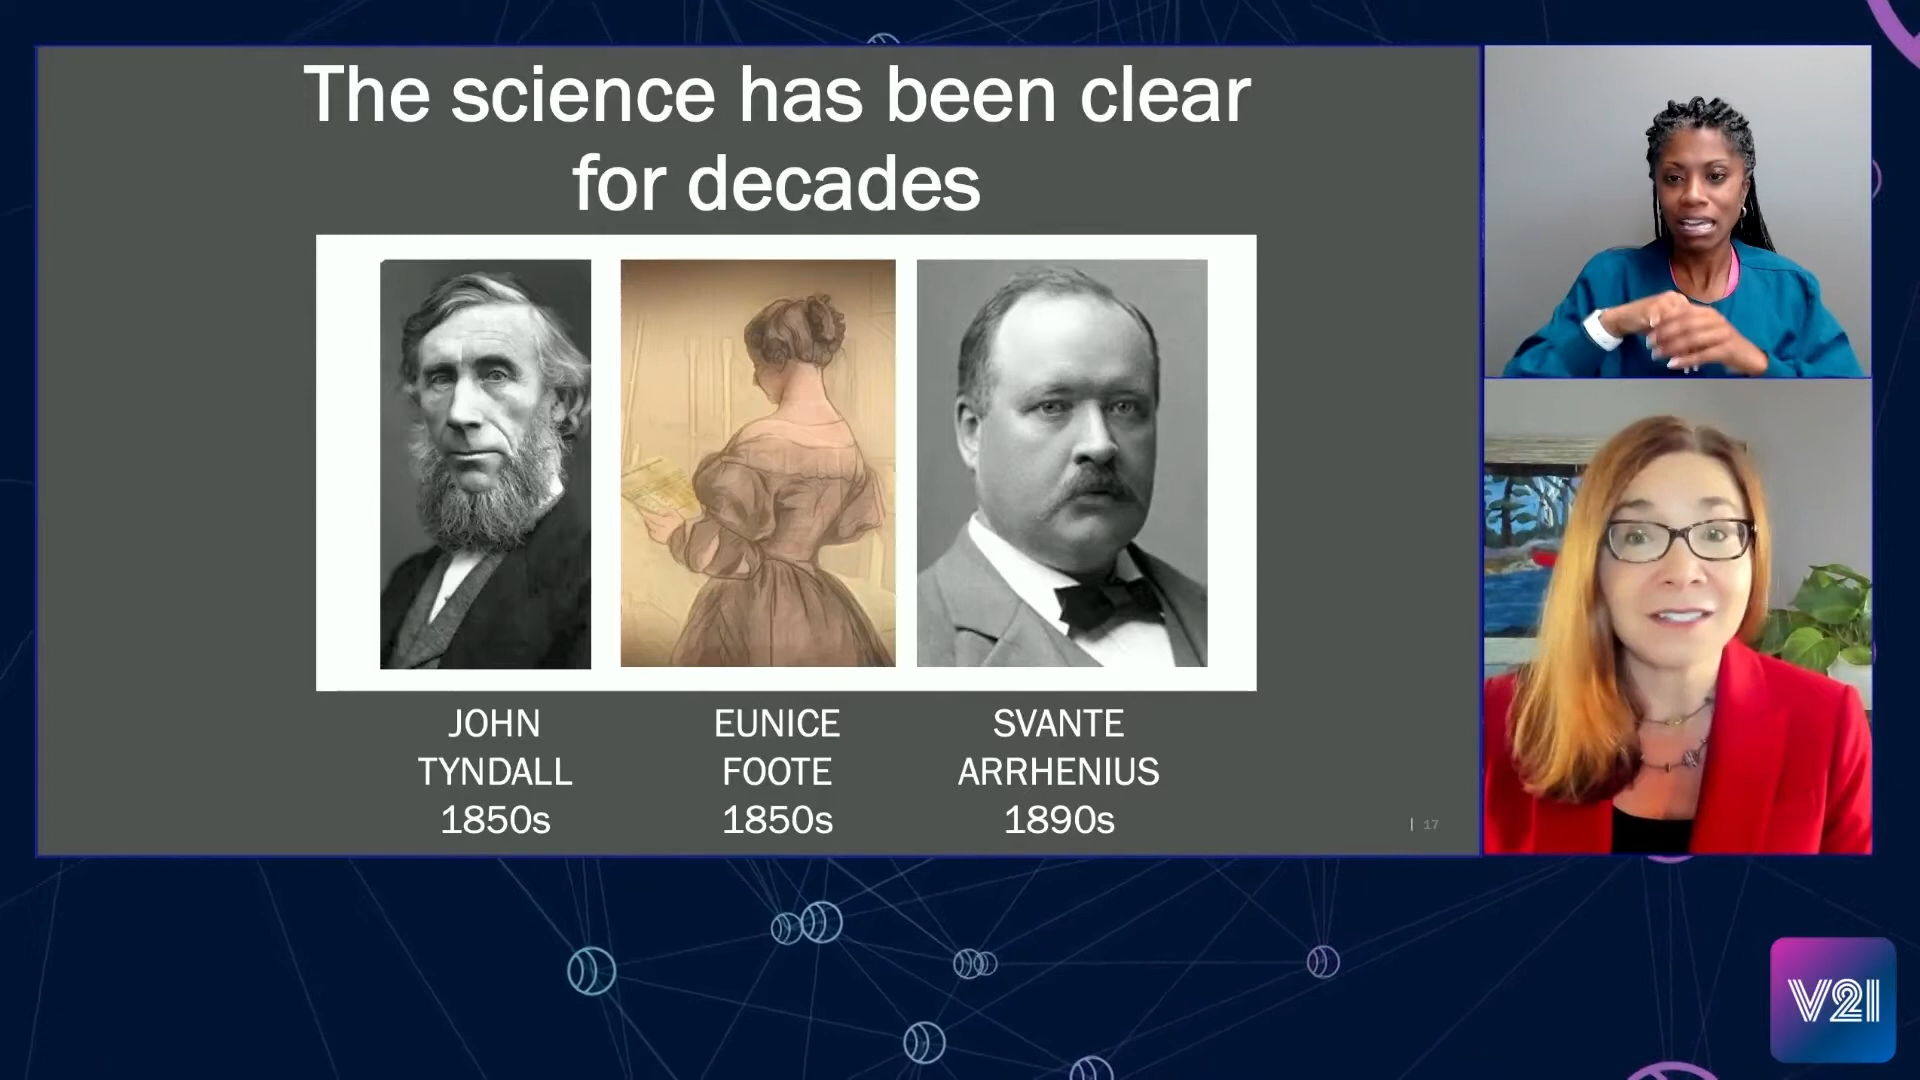 The science has been clear
for decades
JOHN
TYNDALL
1850s
EUNICE
FOOTE
1850s
SVANTE
ARRHENIUS
1890s
| 17
V21